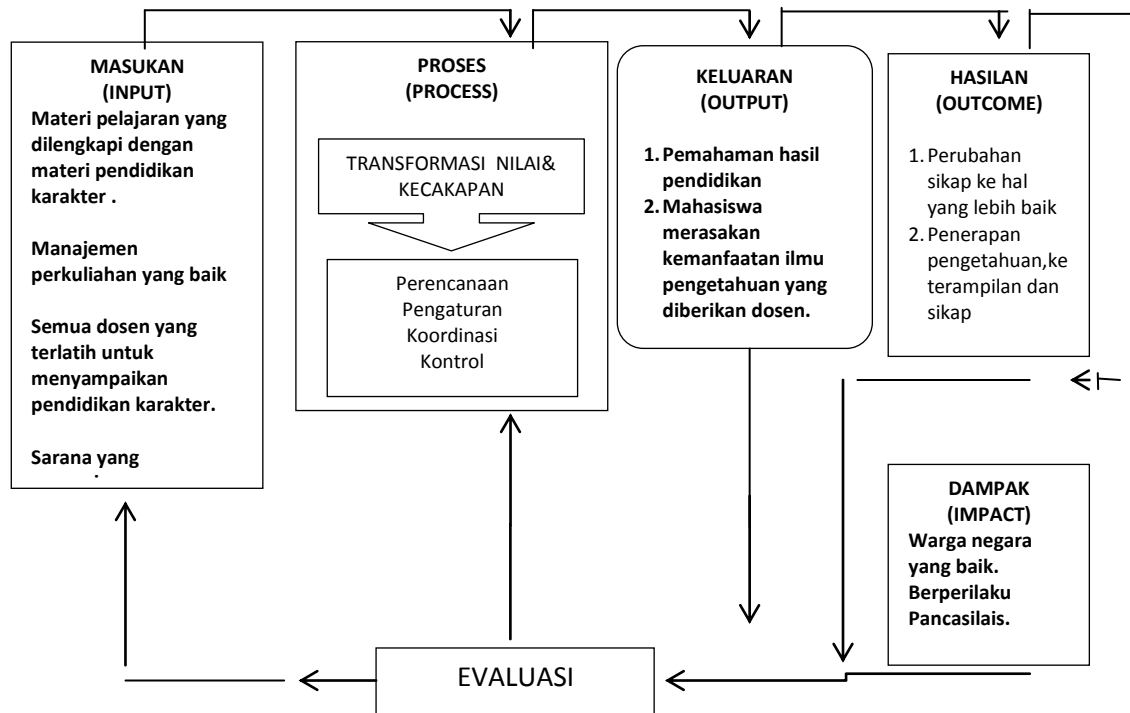 MASUKAN
(INPUT)
Materi pelajaran yang
dilengkapi dengan
materi pendidikan
karakter .
Manajemen
perkuliahan yang baik
Semua dosen yang
terlatih untuk
menyampaikan
pendidikan karakter.
Sarana yang
PROSES
(PROCESS)
TRANSFORMASI NILAI&
KECAKAPAN
Perencanaan
Pengaturan
Koordinasi
Kontrol
KELUARAN
(OUTPUT)
1. Pemahaman hasil
pendidikan
2. Mahasiswa
merasakan
kemanfaatan ilmu
pengetahuan yang
diberikan dosen.
HASILAN
(OUTCOME)
1. Perubahan
sikap ke hal
yang lebih baik
2. Penerapan
pengetahuan,ke
terampilan dan
sikap
DAMPAK
(IMPACT)
Warga negara
yang baik.
Berperilaku
Pancasilais.
EVALUASI